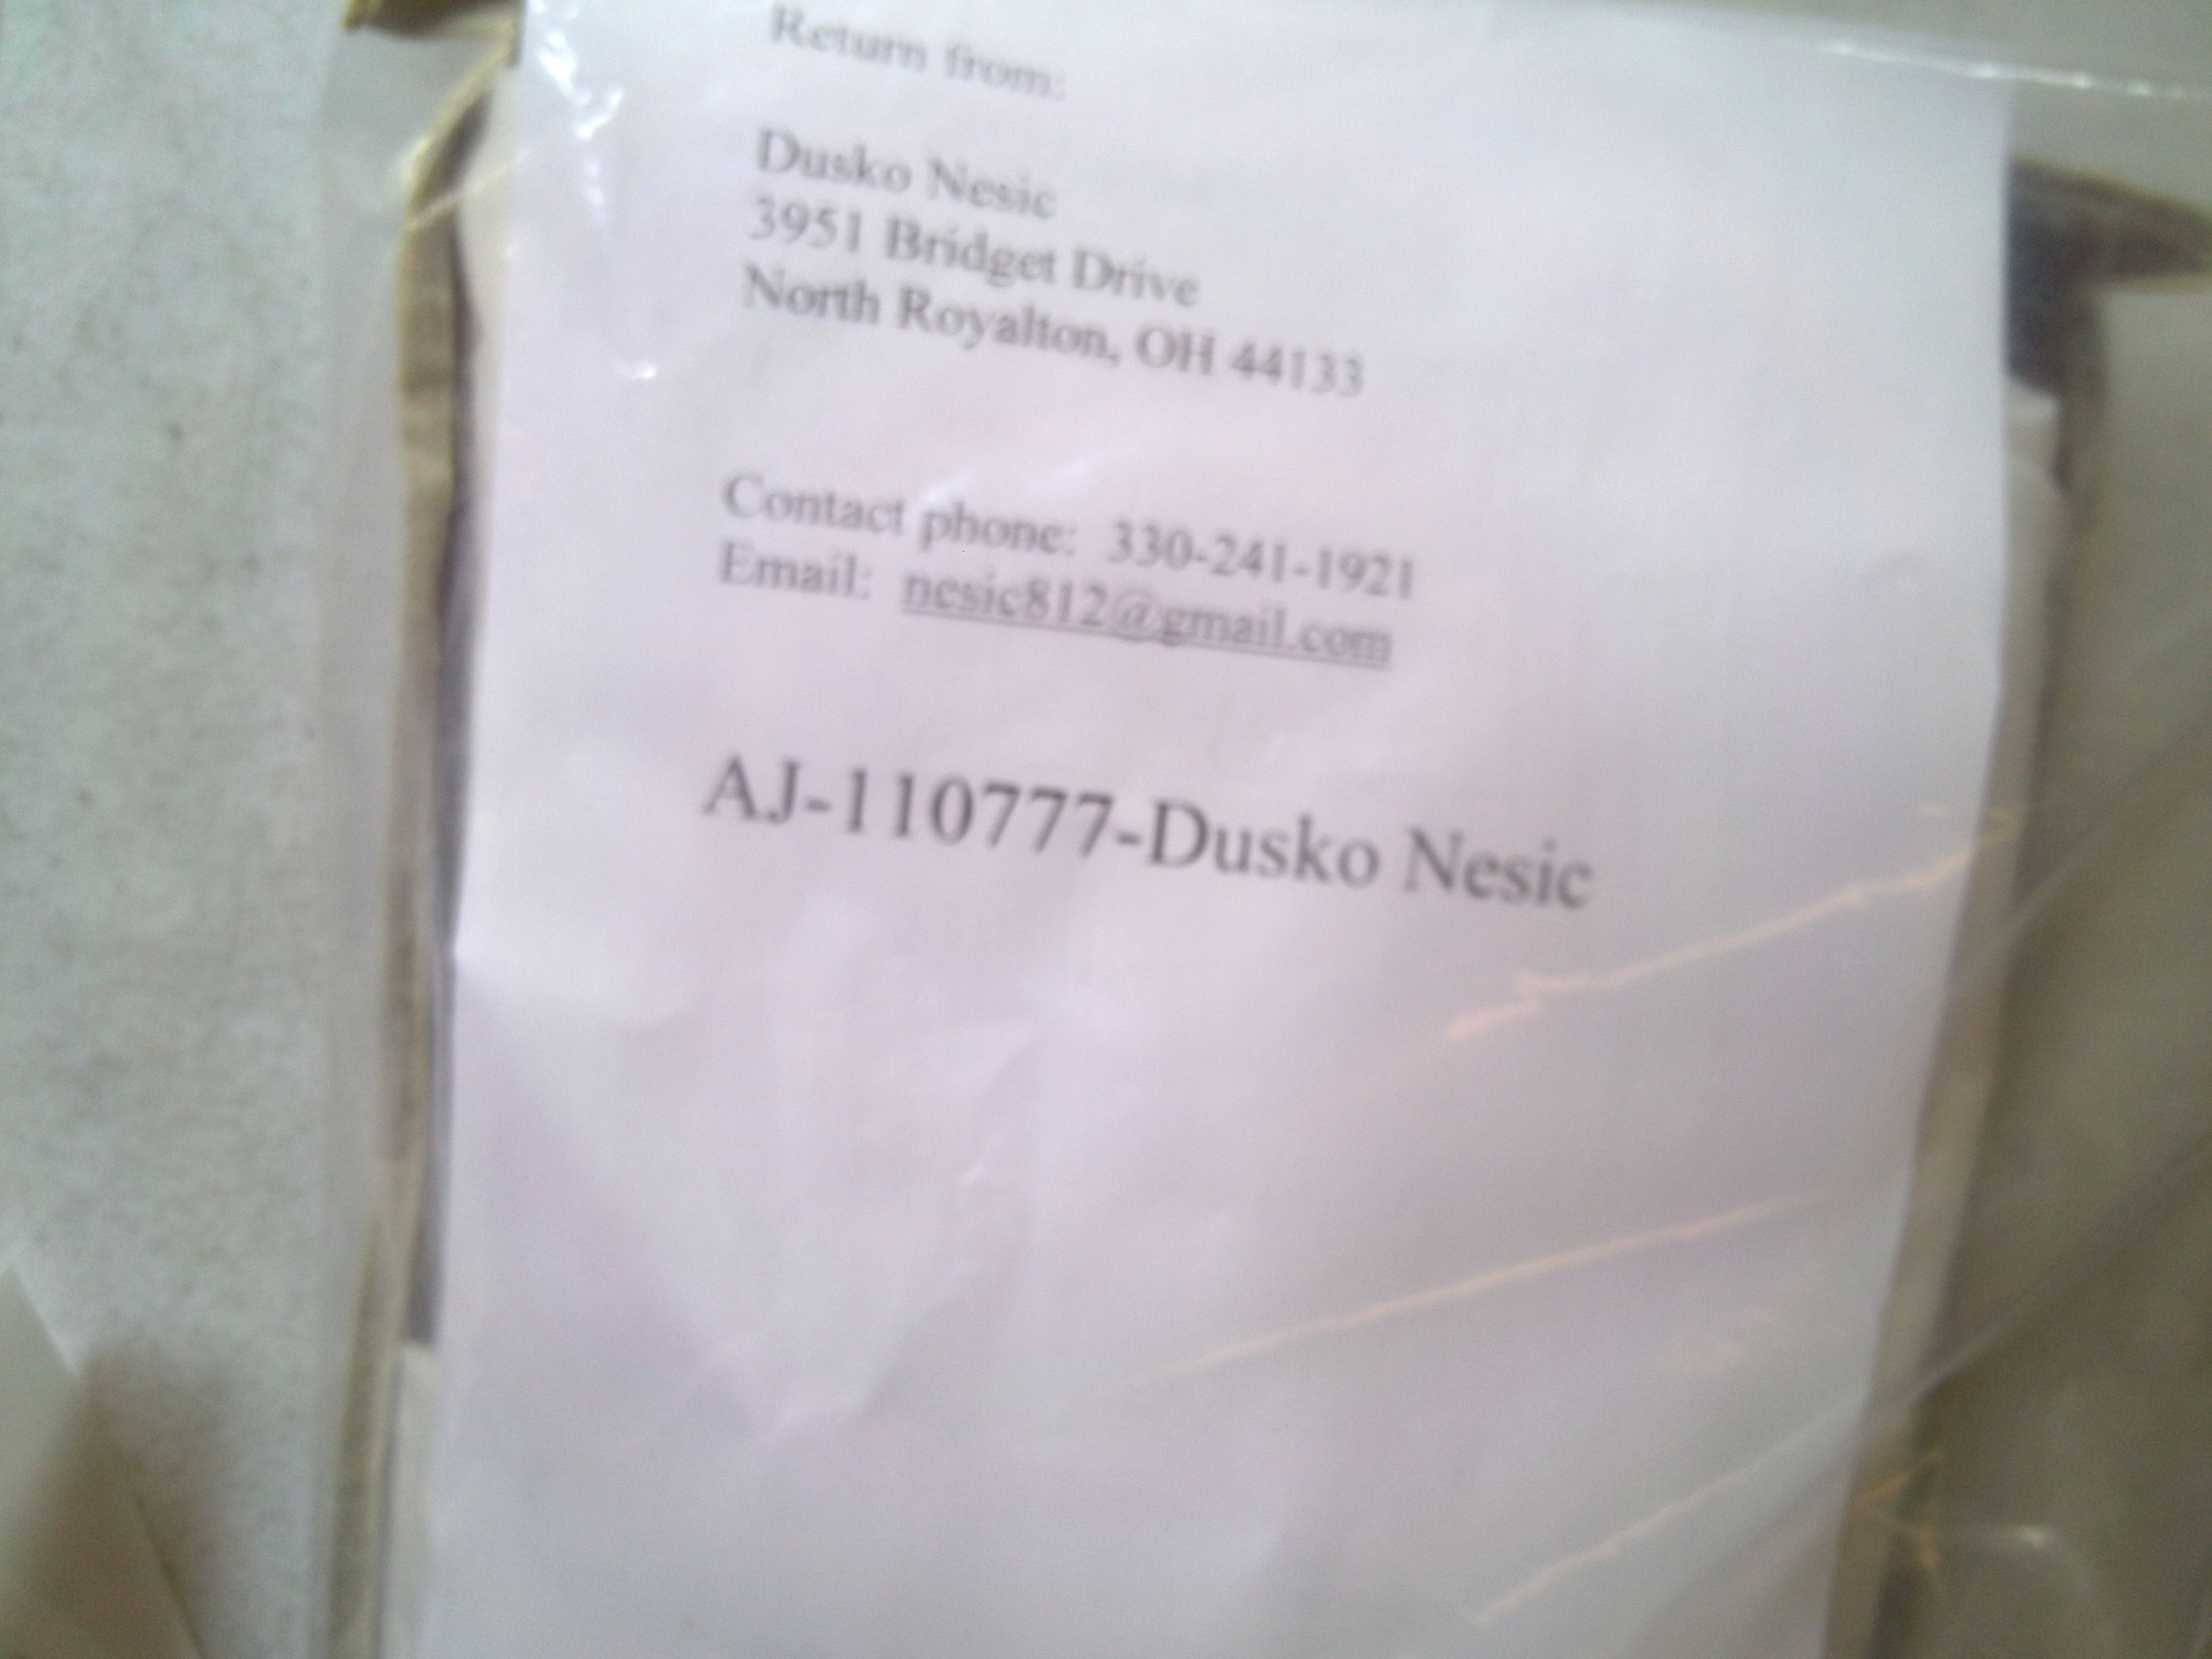 Return from:
Dusko Nesic
3951 Bridget Drive
North Royalton, OH 44133
Contact phone: 330-241-1921
Email: nesic812@gmail.com
AJ-110777-Dusko Nesic